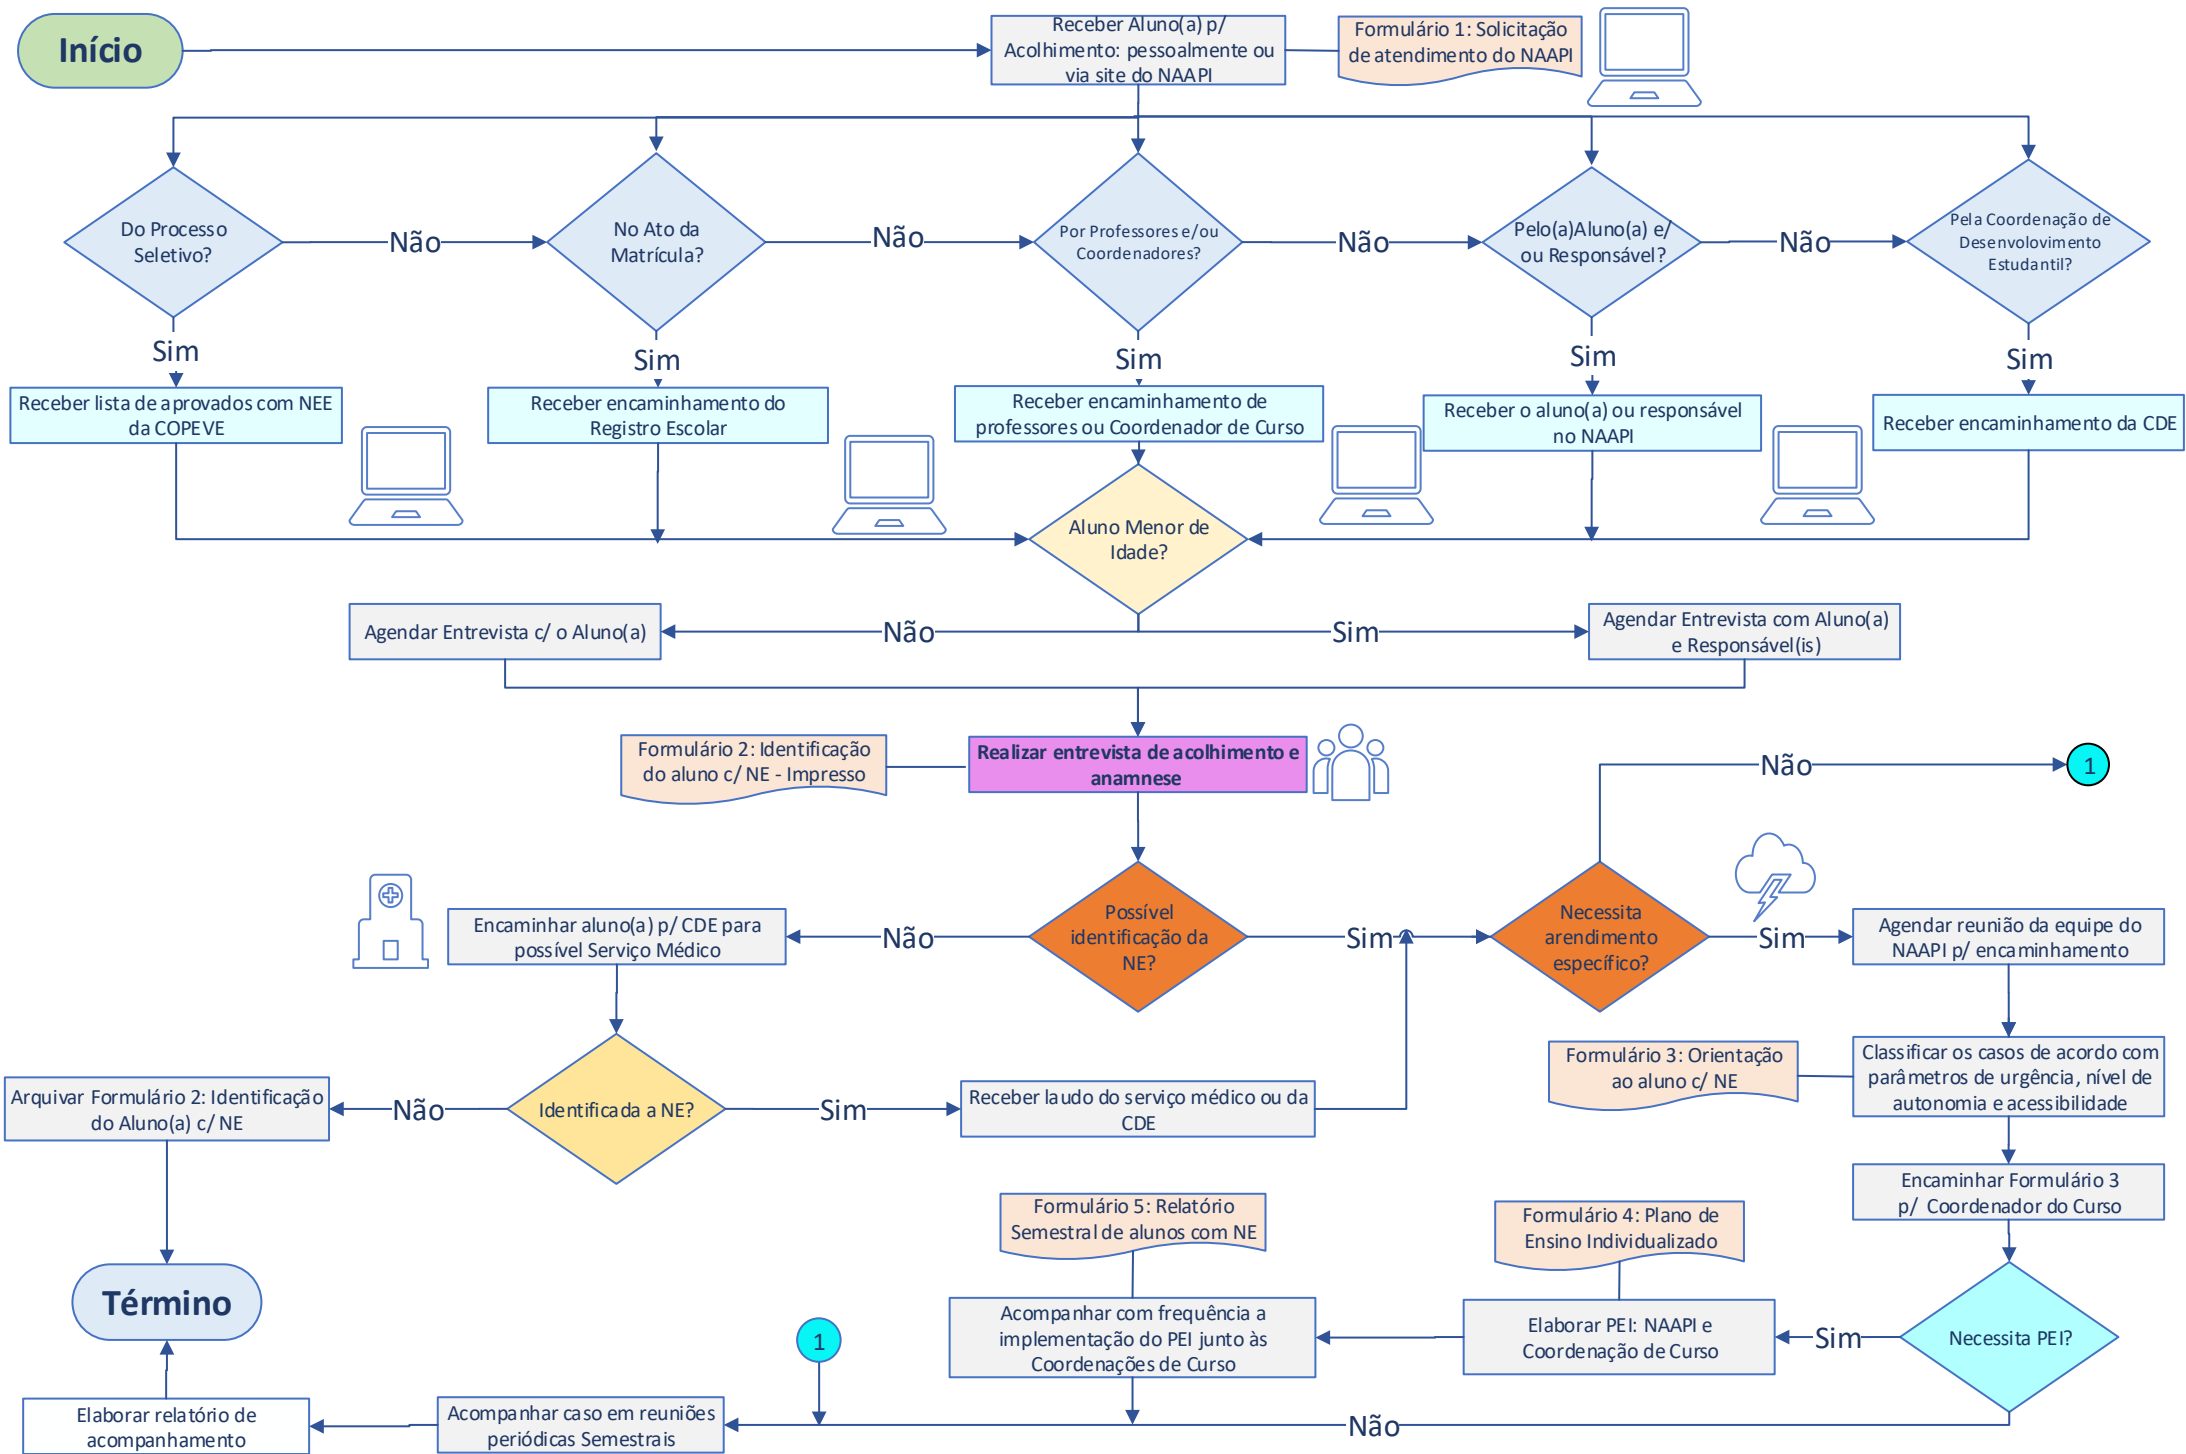 Início
Receber Aluno(a) p/
Acolhimento: pessoalmente ou
via site do NAAPI
Formulário 1: Solicitação
de atendimento do NAAPI
Do Processo
Seletivo?
Não
No Ato da
Matrícula?
Não
Por Professores e/ou
Coordenadores?
Não
Pelo(a)Aluno(a) e/
ou Responsável?
Não
Pela Coordenação de
Desenvolovimento
Estudantil?
Sim
Sim
Sim
Sim
Sim
Receber lista de aprovados com NEE
da COPEVE
Receber encaminhamento do
Registro Escolar
Receber encaminhamento de
professores ou Coordenador de Curso
Receber o aluno(a) ou responsável
no NAAPI
Receber encaminhamento da CDE
Aluno Menor de
Idade?
Agendar Entrevista c/ o Aluno(a)
Não
Sim
Agendar Entrevista com Aluno(a)
e Responsável(is)
Formulário 2: Identificação
do aluno c/ NE - Impresso
Realizar entrevista de acolhimento e
anamnese
Não
1
Encaminhar aluno(a) p/ CDE para
possível Serviço Médico
Não
Possível
identificação da
NE?
Sim
Necessita
arendimento
específico?
Sim
Agendar reunião da equipe do
NAAPI p/ encaminhamento
Formulário 3: Orientação
ao aluno c/ NE
Classificar os casos de acordo com
parâmetros de urgência, nível de
autonomia e acessibilidade
Arquivar Formulário 2: Identificação
do Aluno(a) c/ NE
Não
Identificada a NE?
Sim
Receber laudo do serviço médico ou da
CDE
Encaminhar Formulário 3
p/ Coordenador do Curso
Formulário 5: Relatório
Semestral de alunos com NE
Formulário 4: Plano de
Ensino Individualizado
Término
1
Acompanhar com frequência a
implementação do PEI junto às
Coordenações de Curso
Elaborar PEI: NAAPI e
Coordenação de Curso
Sim
Necessita PEI?
Elaborar relatório de
acompanhamento
Acompanhar caso em reuniões
periódicas Semestrais
Não